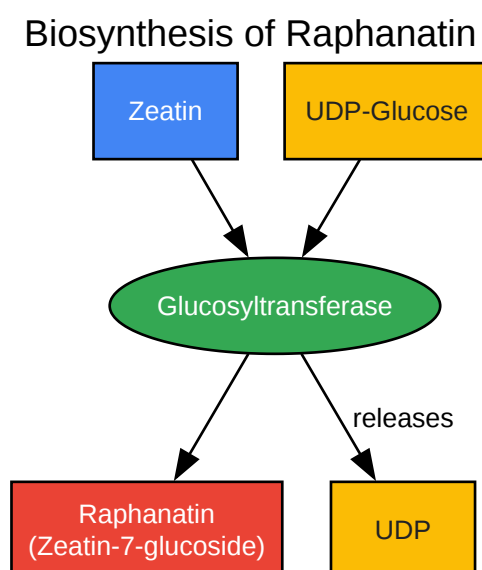 Biosynthesis of Raphanatin
Zeatin
UDP-Glucose
Glucosyltransferase
releases
Raphanatin
(Zeatin-7-glucoside)
UDP